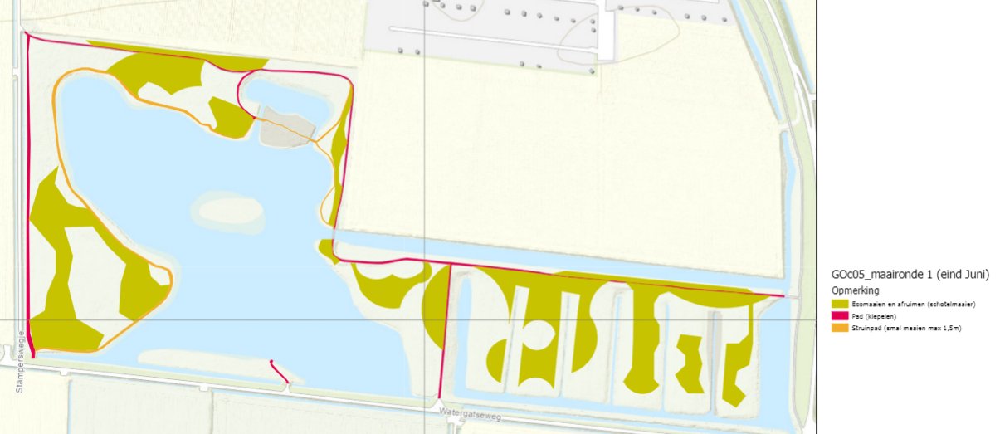 GOc05_maaironde 1 (eind Juni)
Opmerking
Ecomaaien en afruimen (schotelmaaier)
Pad (klepelen)
Struinpad (smal maaien max 1,5m)
Stamperswegje
Watergatseweg